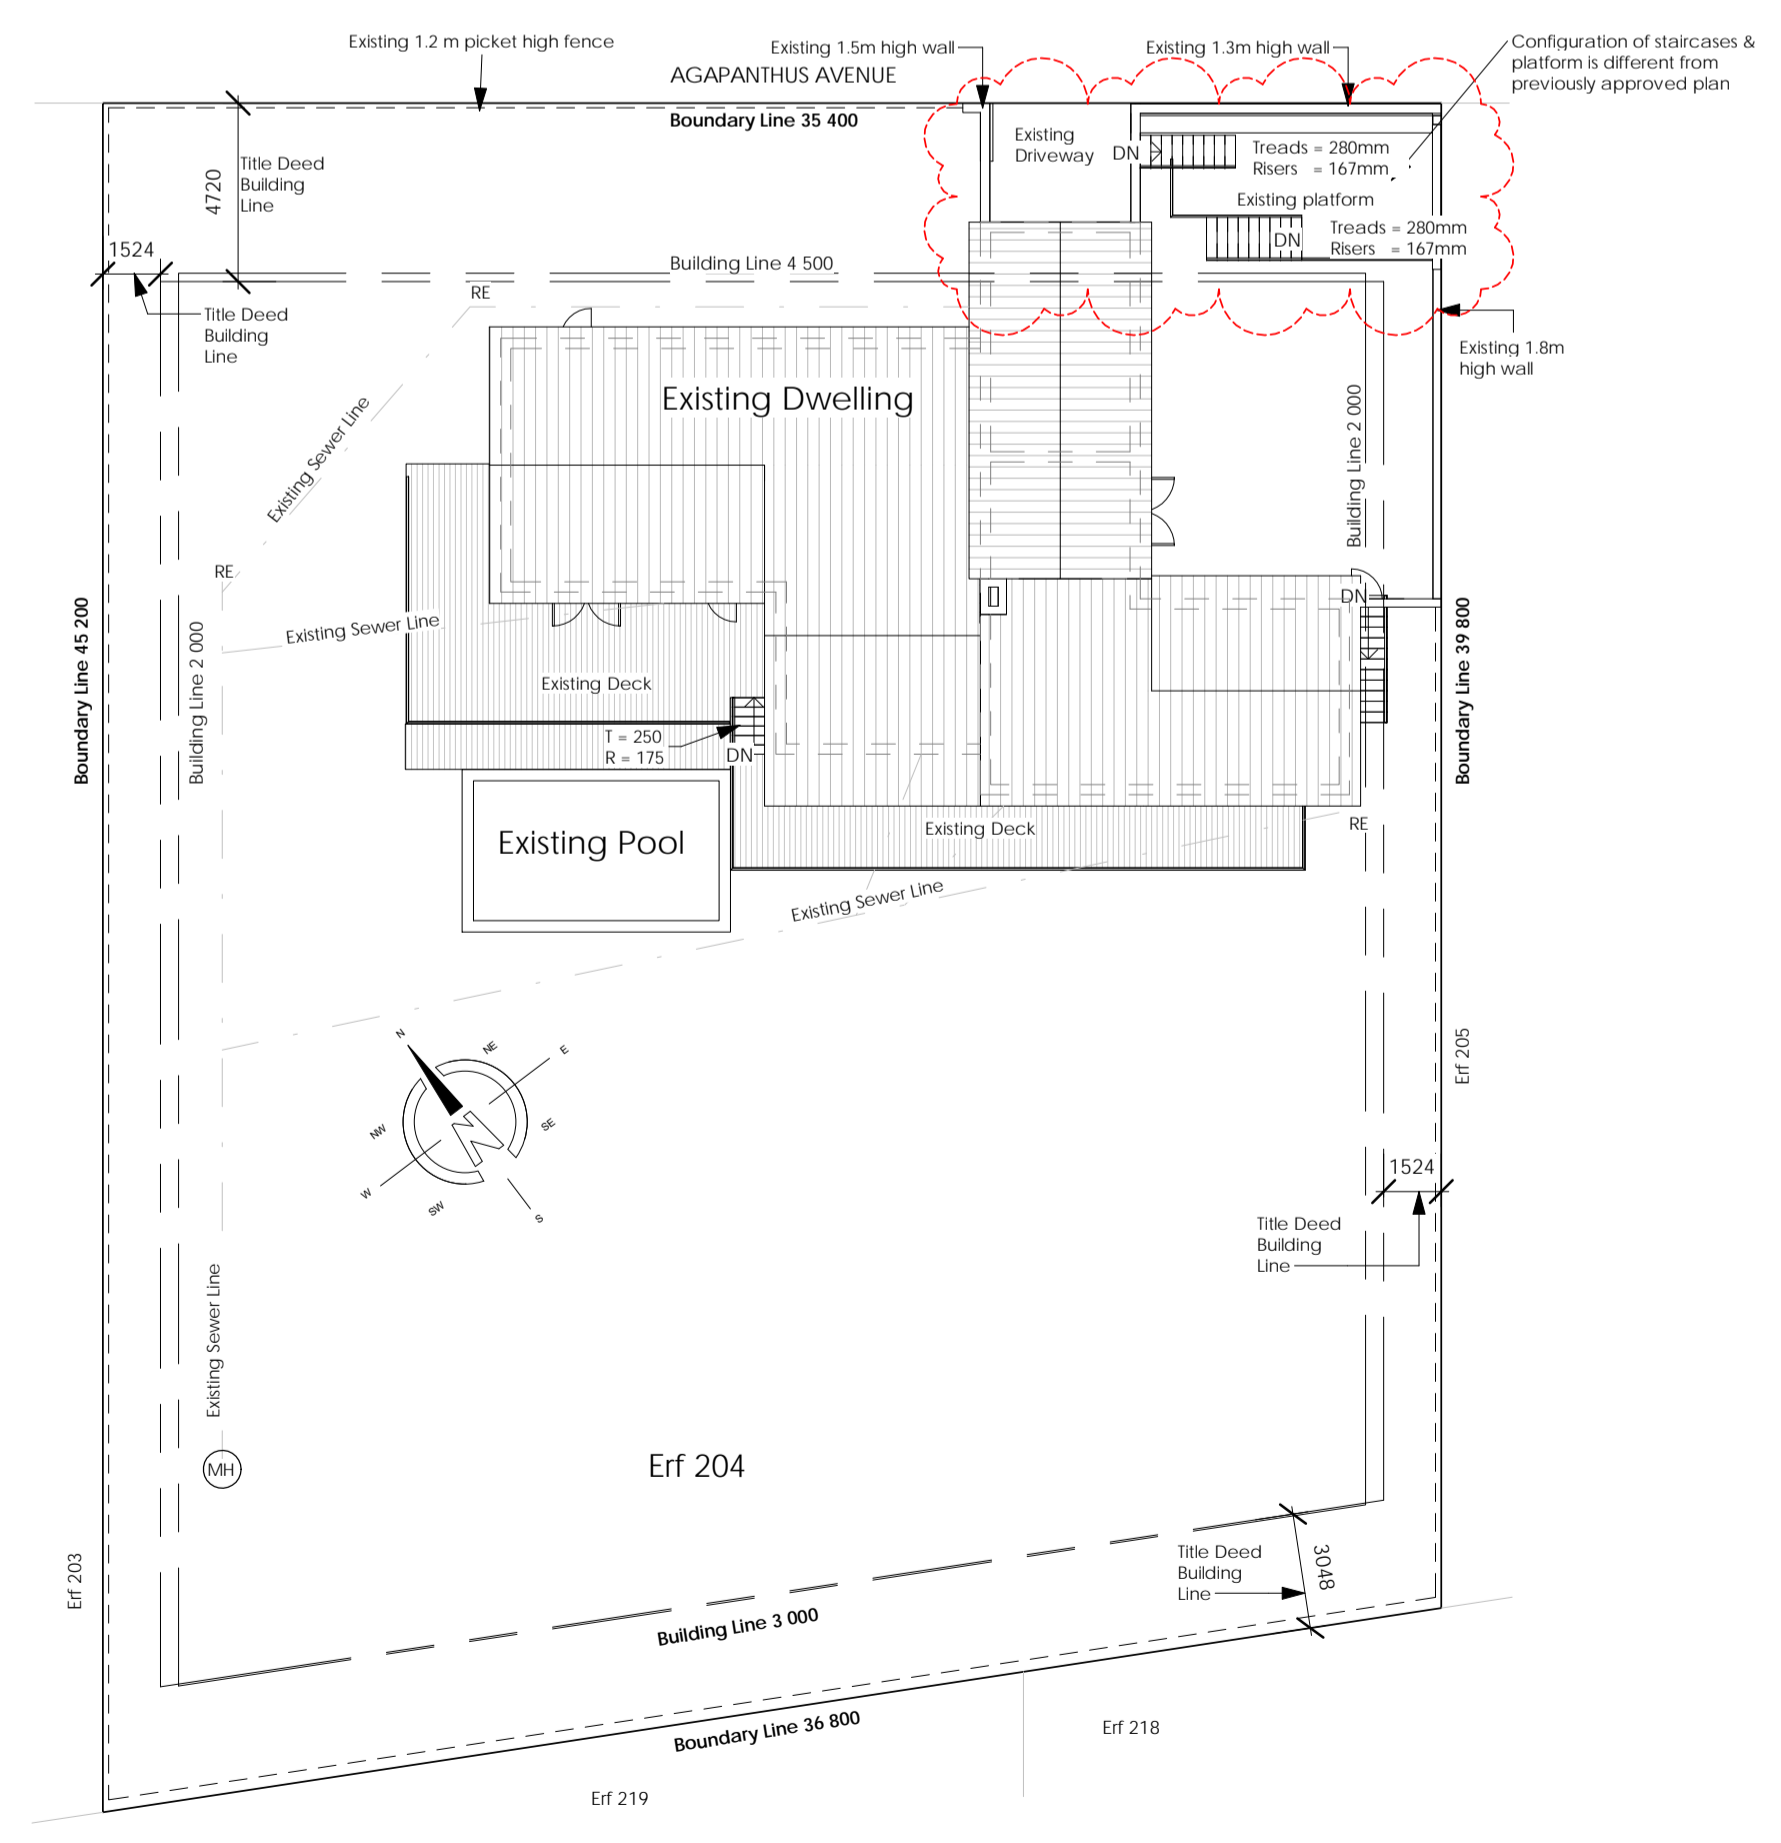 Existing 1.2 m picket high fence
Existing 1.5m high wall
Existing 1.3m high wall
Configuration of staircases &
platform is different from
previously approved plan
AGAPANTHUS AVENUE
Boundary Line 35 400
Existing
Driveway
DN
Treads = 280mm
Risers = 167mm
Existing platform
Treads = 280mm
Risers = 167mm
DN
4720
Title Deed
Building
Line
1524
Building Line 4 500
RE
Title Deed
Building
Line
Existing 1.8m
high wall
Existing Dwelling
Building Line 2 000
Existing Sewer Line
RE
DN
Existing Sewer Line
Boundary Line 45 200
Building Line 2 000
Boundary Line 39 800
Existing Deck
T = 250
R = 175
DN
Existing Pool
Existing Deck
RE
Existing Sewer Line
N
NE
E
NW
SE
W
SW
S
N
Erf 205
1524
Title Deed
Building
Line
Existing Sewer Line
MH
Erf 204
Erf 203
Title Deed
Building
Line
3048
Building Line 3 000
Boundary Line 36 800
Erf 218
Erf 219